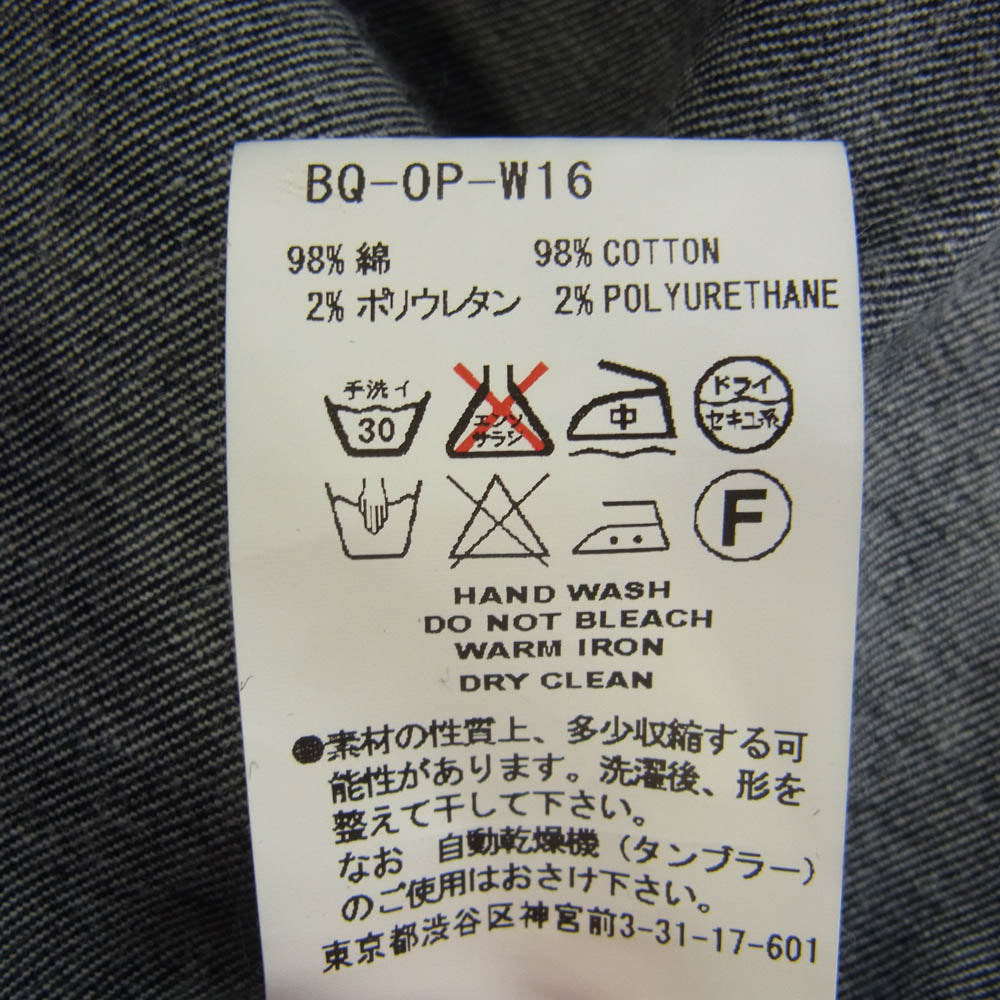 BQ-OP-W16
98% 綿 98% COTTON
2% ポリウレタン 2% POLYURETHANE
手洗イ
30
エンソ
サラシ
中
ドライ
セキユ系
F
HAND WASH
DO NOT BLEACH
WARM IRON
DRY CLEAN
●素材の性質上、多少収縮する可
能性があります。洗濯後、形を
整えて干して下さい。
なお 自動乾燥機(タンブラー)
のご使用はおさけ下さい。
東京都渋谷区神宮前3-31-17-601